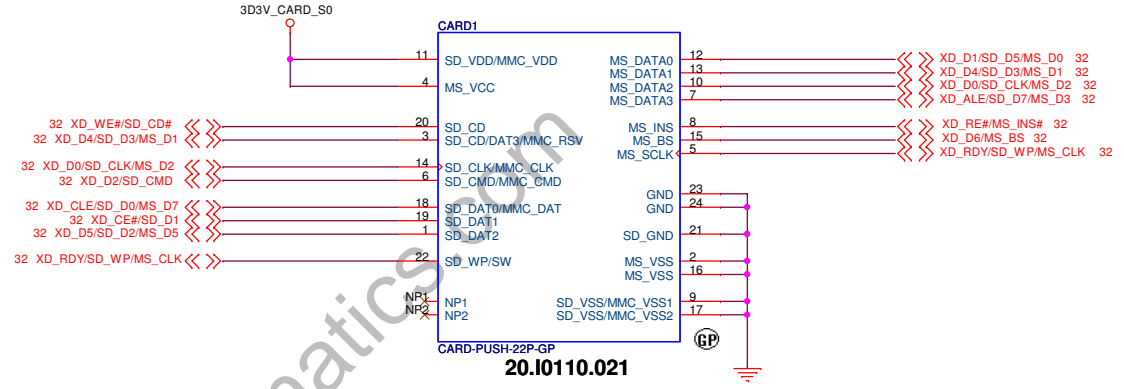 3D3V_CARD_S0
CARD1
11 SD_VDD/MMC_VDD
4 MS_VCC
32 XD_WE#/SD_CD# 20 SD_CD
32 XD_D4/SD_D3/MS_D1 3 SD_CD/DAT3/MMC_RSV
32 XD_D0/SD_CLK/MS_D2 14 SD_CLK/MMC_CLK
32 XD_D2/SD_CMD 6 SD_CMD/MMC_CMD
32 XD_CLE/SD_D0/MS_D7 18 SD_DAT0/MMC_DAT
32 XD_CE#/SD_D1 19 SD_DAT1
32 XD_D5/SD_D2/MS_D5 1 SD_DAT2
32 XD_RDY/SD_WP/MS_CLK 22 SD_WP/SW
NP1 NP1
NP2 NP2
MS_DATA0 12 XD_D1/SD_D5/MS_D0 32
MS_DATA1 13 XD_D4/SD_D3/MS_D1 32
MS_DATA2 10 XD_D0/SD_CLK/MS_D2 32
MS_DATA3 7 XD_ALE/SD_D7/MS_D3 32
MS_INS 8 XD_RE#/MS_INS# 32
MS_BS 15 XD_D6/MS_BS 32
MS_SCLK 5 XD_RDY/SD_WP/MS_CLK 32
GND 23
GND 24
SD_GND 21
MS_VSS 2
MS_VSS 16
SD_VSS/MMC_VSS1 9
SD_VSS/MMC_VSS2 17
GP
CARD-PUSH-22P-GP
20.I0110.021
matics.com